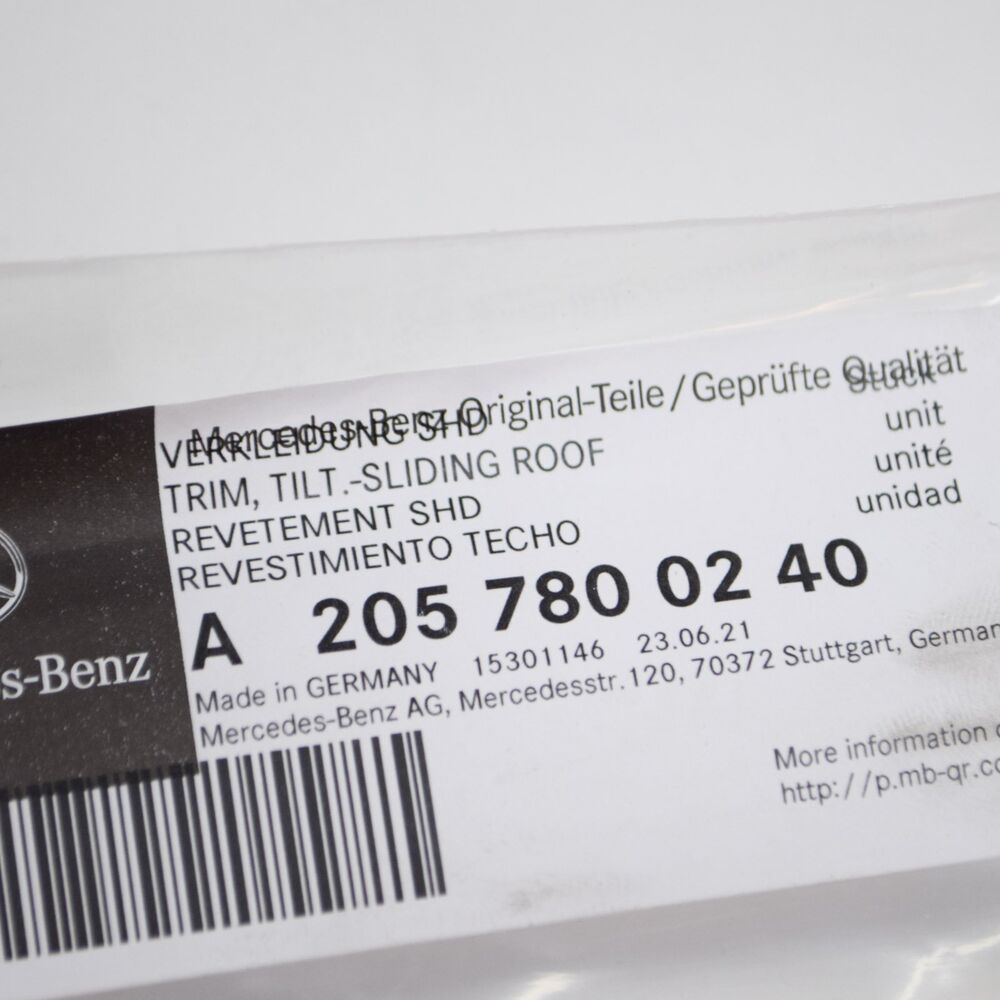 Mercedes-Benz Original-Teile / Geprüfte Qualität
VERKLEIDUNG SHD Stück
TRIM, TILT.-SLIDING ROOF unit
REVETEMENT SHD unité
REVESTIMIENTO TECHO unidad
A 205 780 02 40
Made in GERMANY 15301146 23.06.21
Mercedes-Benz AG, Mercedesstr. 120, 70372 Stuttgart, German
s-Benz
More information
http://p.mb-qr.co